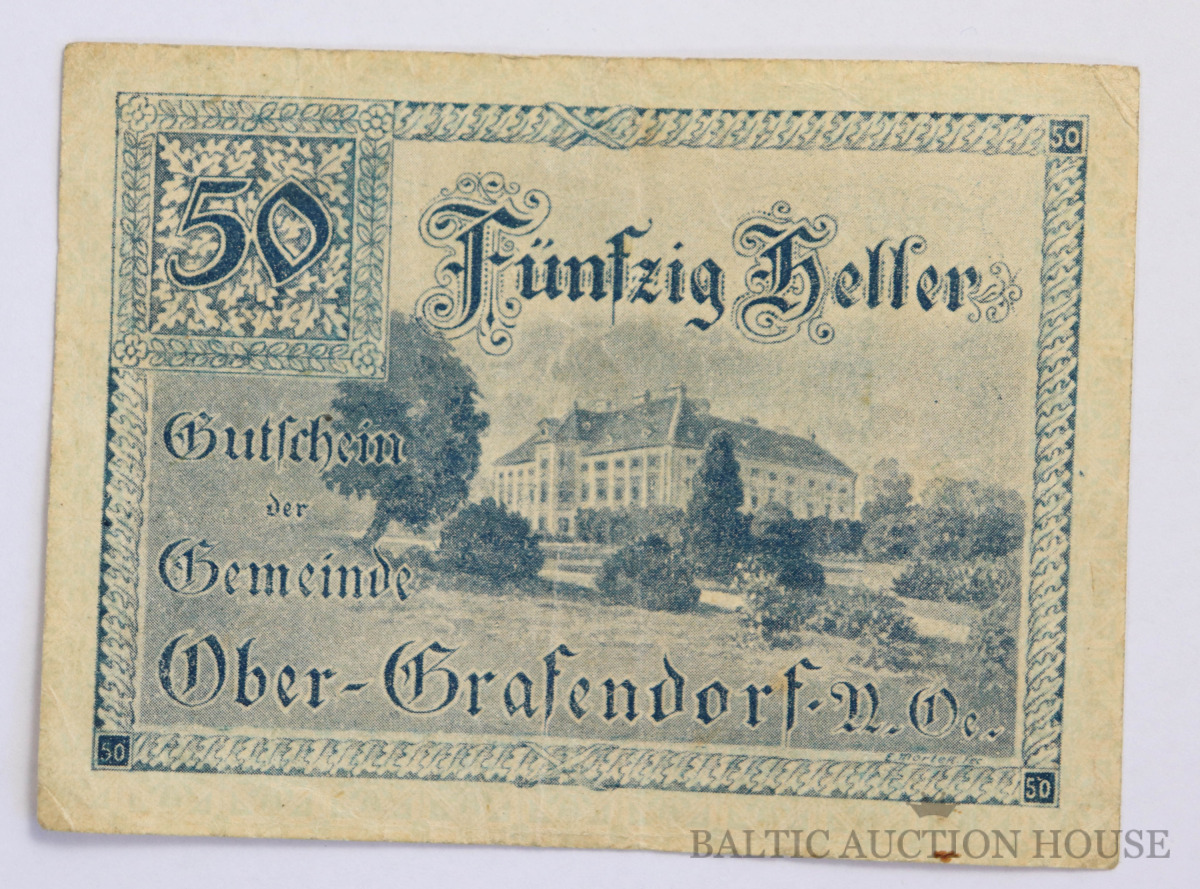 50
50
Fünfzig Heller
Gutschein
der
Gemeinde
Ober-Grafendorf-N. Oe.
50
50
BALTIC AUCTION HOUSE